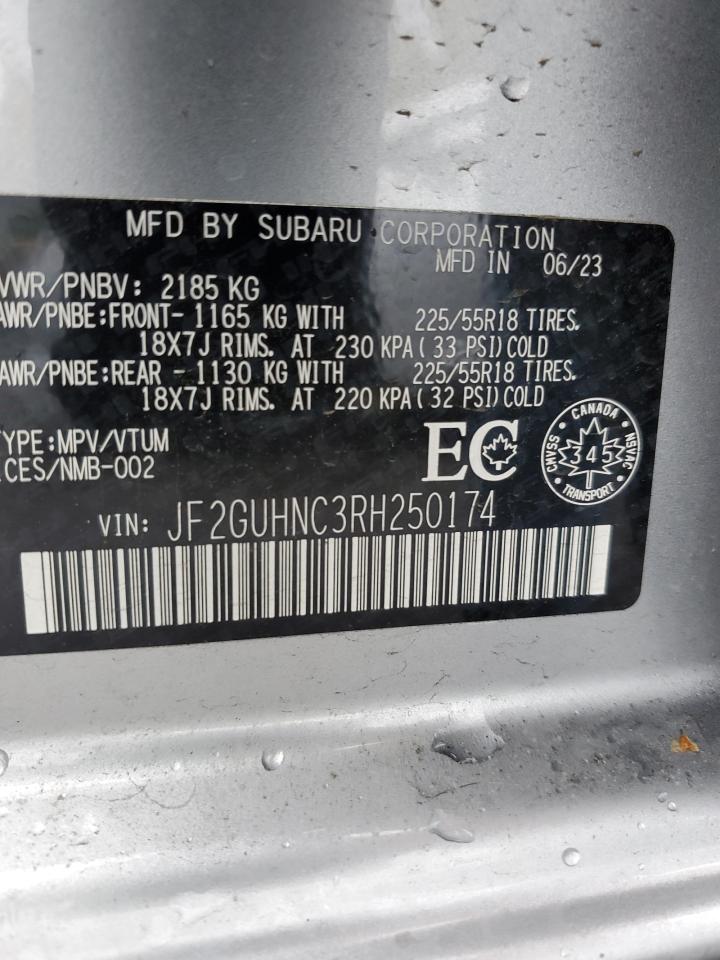 MFD BY SUBARU CORPORATION
MFD IN 06/23
VWR/PNBV: 2185 KG
AWR/PNBE:FRONT- 1165 KG WITH 225/55R18 TIRES.
18X7J RIMS. AT 230 KPA( 33 PSI)COLD
AWR/PNBE:REAR - 1130 KG WITH 225/55R18 TIRES.
18X7J RIMS. AT 220 KPA( 32 PSI)COLD
TYPE:MPV/VTUM
CES/NMB-002
EC
CANADA
CMVSS 345 NSVAC
TRANSPORT
VIN: JF2GUHNC3RH250174